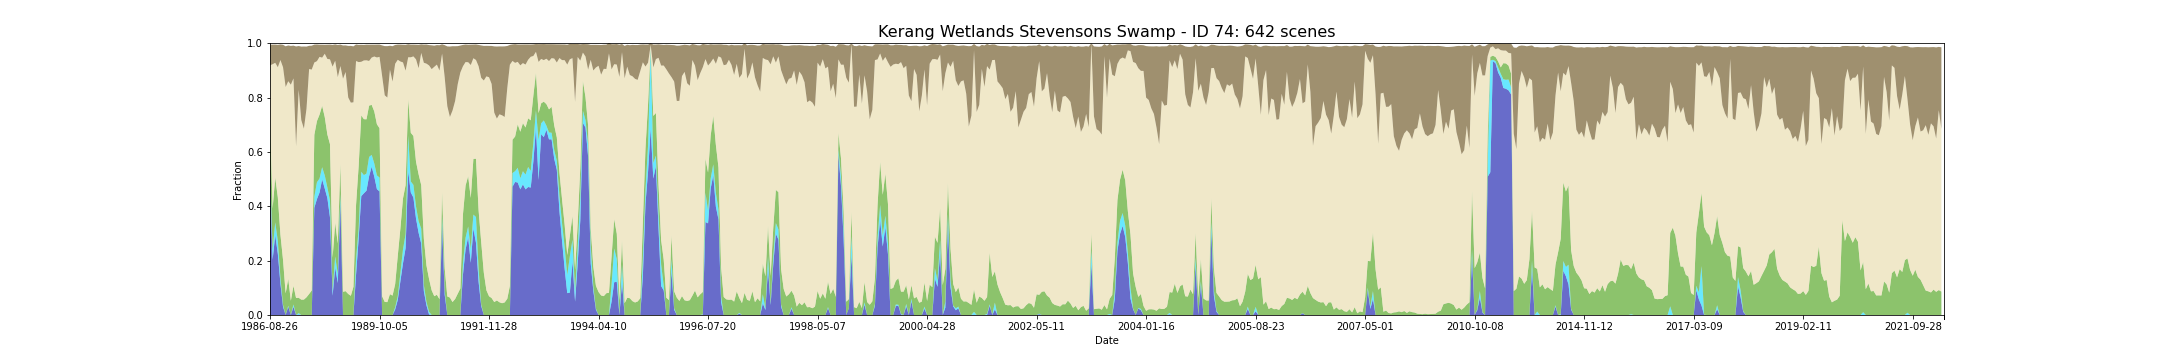 Kerang Wetlands Stevensons Swamp - ID 74: 642 scenes
1.0
0.8
0.6
0.4
0.2
0.0
Fraction
1986-08-26 1989-10-05 1991-11-28 1994-04-10 1996-07-20 1998-05-07 2000-04-28 2002-05-11 2004-01-16 2005-08-23 2007-05-01 2010-10-08 2014-11-12 2017-03-09 2019-02-11 2021-09-28
Date